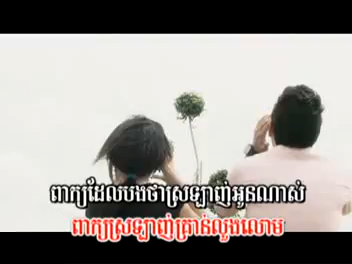 ពាក្យដែលបងថាស្រឡាញ់អូនណាស់
ពាក្យស្រឡាញ់គ្រាន់លួងលោម